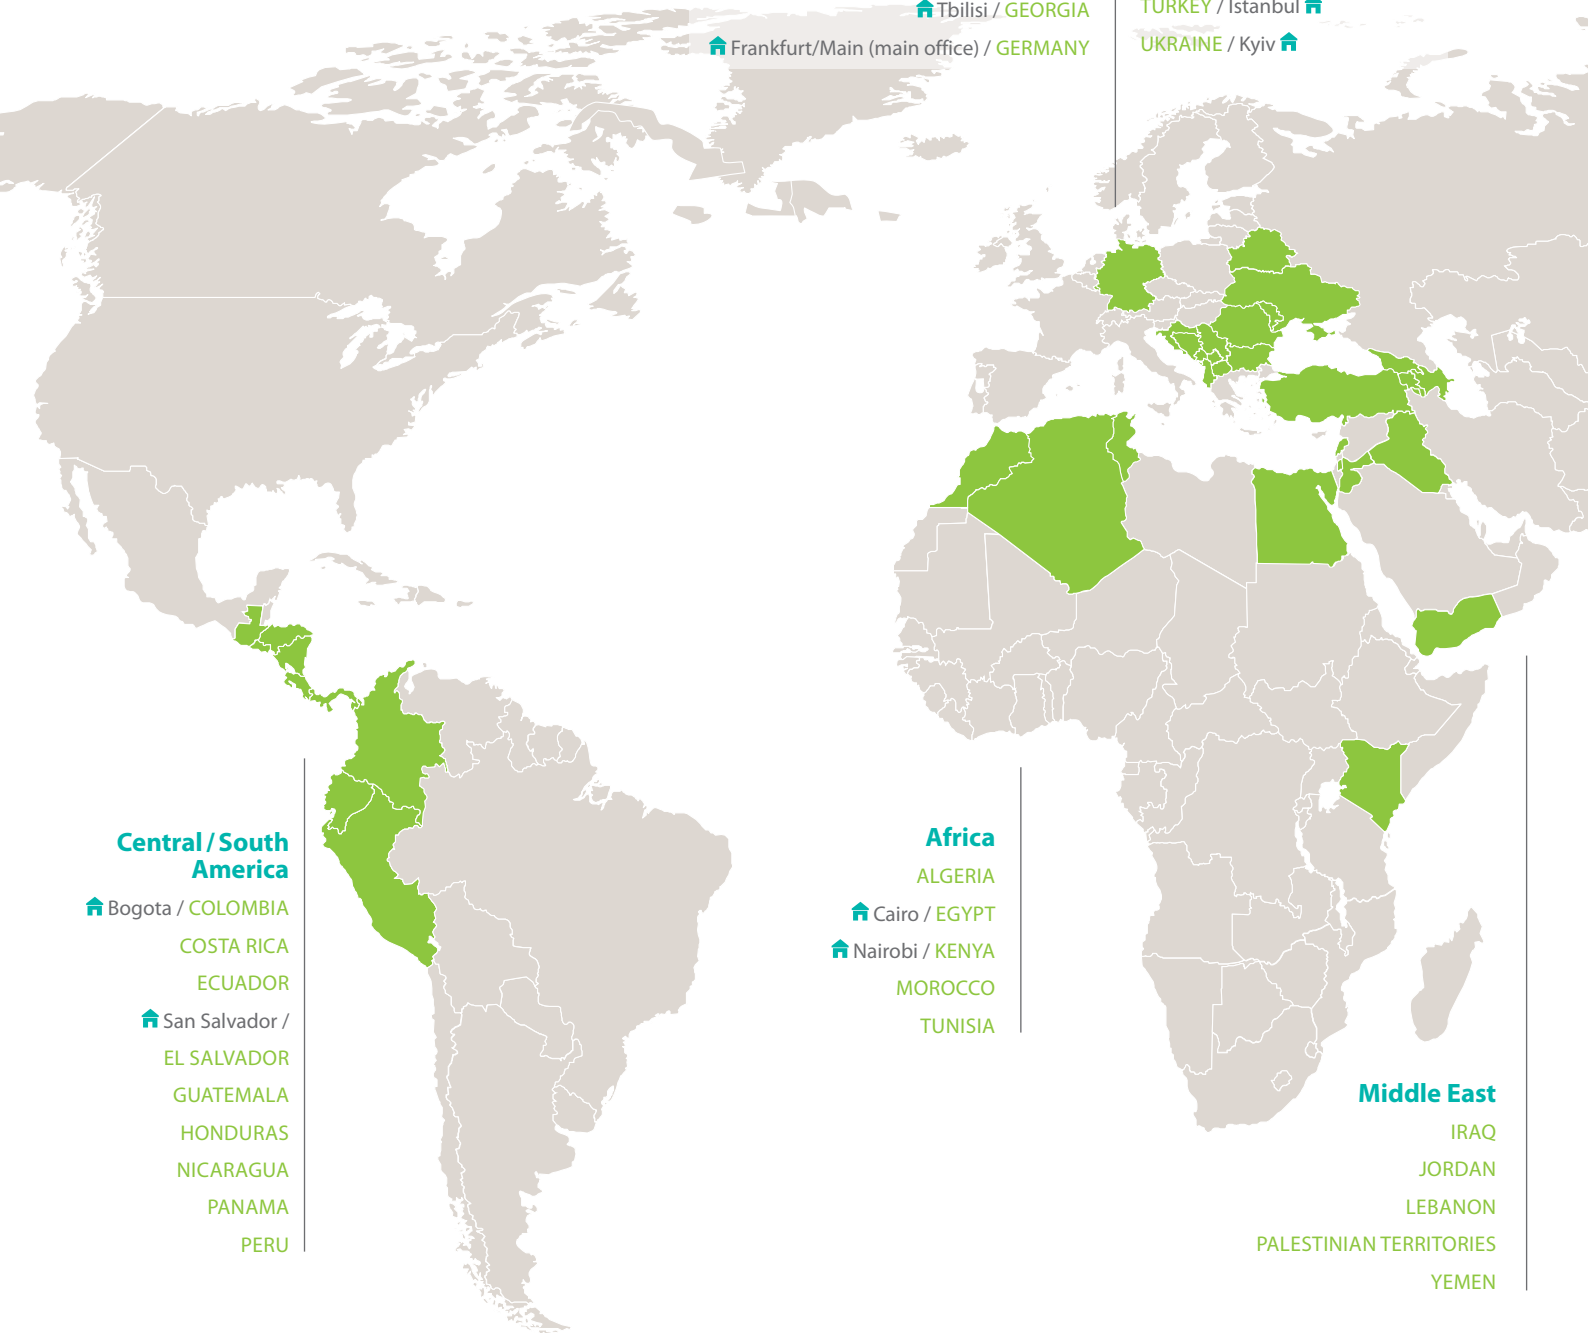 Tbilisi / GEORGIA
Frankfurt/Main (main office) / GERMANY
TURKEY / Istanbul
UKRAINE / Kyiv
Central / South
America
Bogota / COLOMBIA
COSTA RICA
ECUADOR
San Salvador /
EL SALVADOR
GUATEMALA
HONDURAS
NICARAGUA
PANAMA
PERU
Africa
ALGERIA
Cairo / EGYPT
Nairobi / KENYA
MOROCCO
TUNISIA
Middle East
IRAQ
JORDAN
LEBANON
PALESTINIAN TERRITORIES
YEMEN